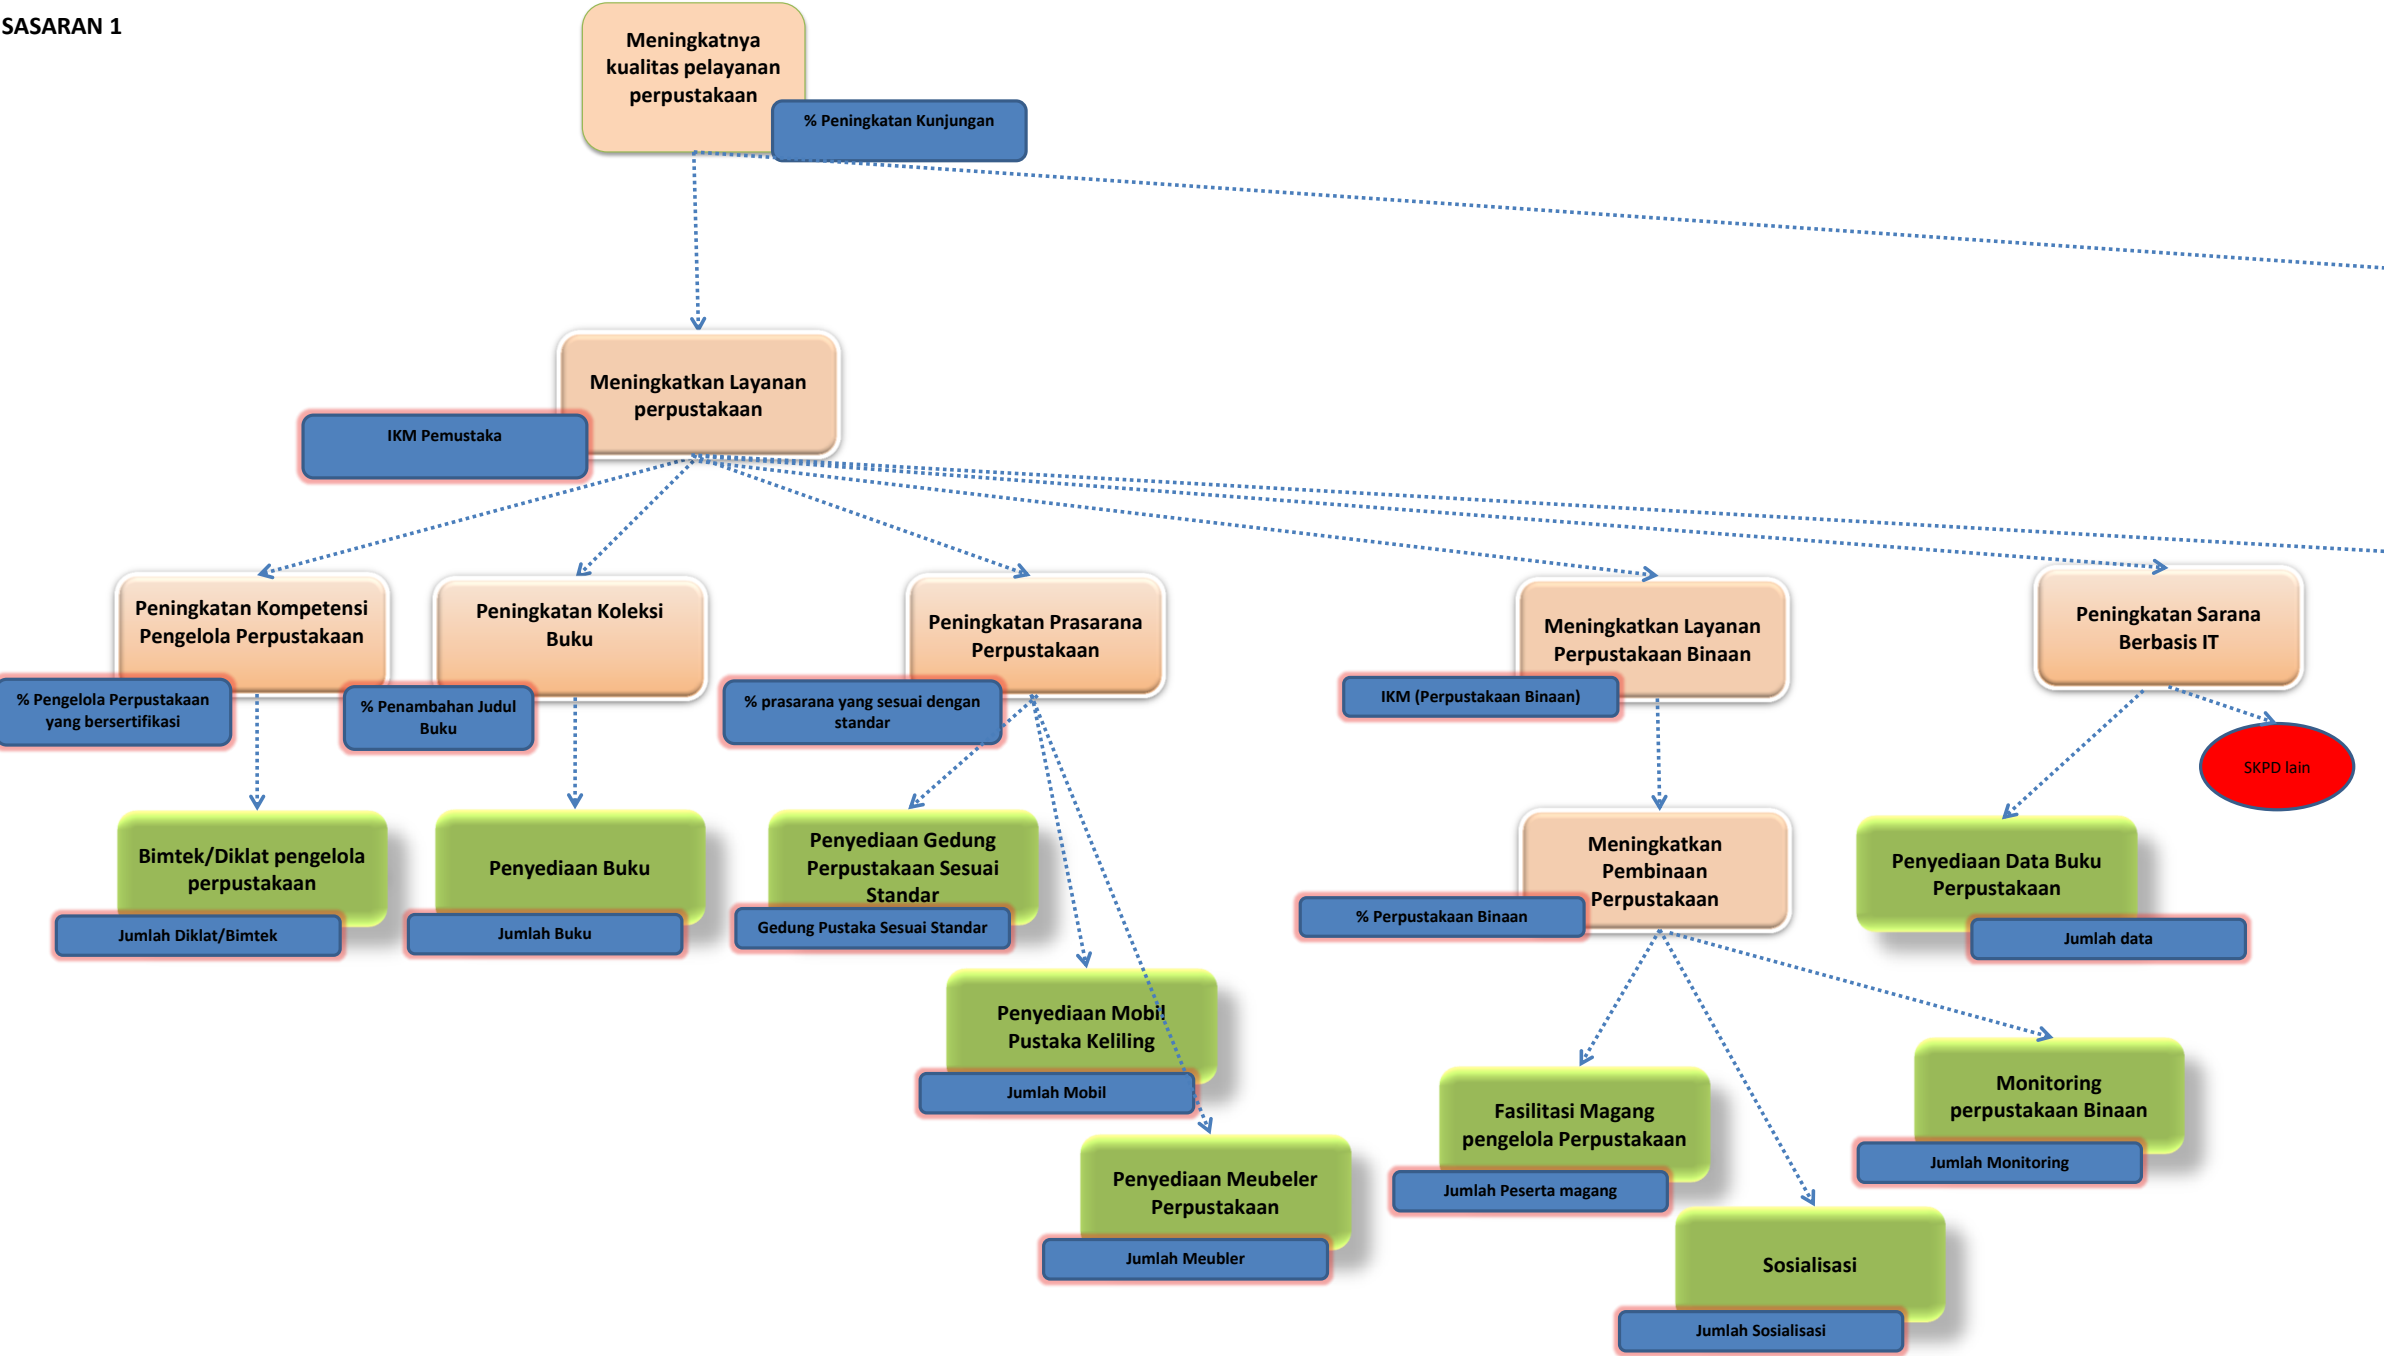 SASARAN 1
Meningkatnya
kualitas pelayanan
perpustakaan
% Peningkatan Kunjungan
Meningkatkan Layanan
perpustakaan
IKM Pemustaka
Peningkatan Kompetensi
Pengelola Perpustakaan
% Pengelola Perpustakaan
yang bersertifikasi
Peningkatan Koleksi
Buku
% Penambahan Judul
Buku
Peningkatan Prasarana
Perpustakaan
% prasarana yang sesuai dengan
standar
Meningkatkan Layanan
Perpustakaan Binaan
IKM (Perpustakaan Binaan)
Peningkatan Sarana
Berbasis IT
SKPD lain
Bimtek/Diklat pengelola
perpustakaan
Jumlah Diklat/Bimtek
Penyediaan Buku
Jumlah Buku
Penyediaan Gedung
Perpustakaan Sesuai
Standar
Gedung Pustaka Sesuai Standar
Meningkatkan
Pembinaan
Perpustakaan
% Perpustakaan Binaan
Penyediaan Data Buku
Perpustakaan
Jumlah data
Penyediaan Mobil
Pustaka Keliling
Jumlah Mobil
Fasilitasi Magang
pengelola Perpustakaan
Jumlah Peserta magang
Monitoring
perpustakaan Binaan
Jumlah Monitoring
Penyediaan Meubeler
Perpustakaan
Jumlah Meubler
Sosialisasi
Jumlah Sosialisasi